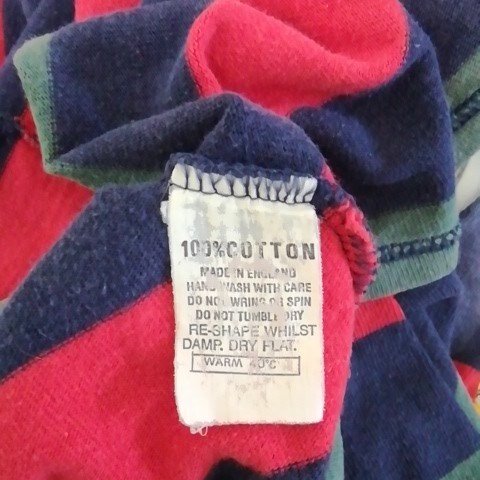 100% COTTON
MADE IN ENGLAND
HAND WASH WITH CARE
DO NOT WRING OR SPIN
DO NOT TUMBLE DRY
RE-SHAPE WHILST
DAMP. DRY FLAT.
WARM 40°C